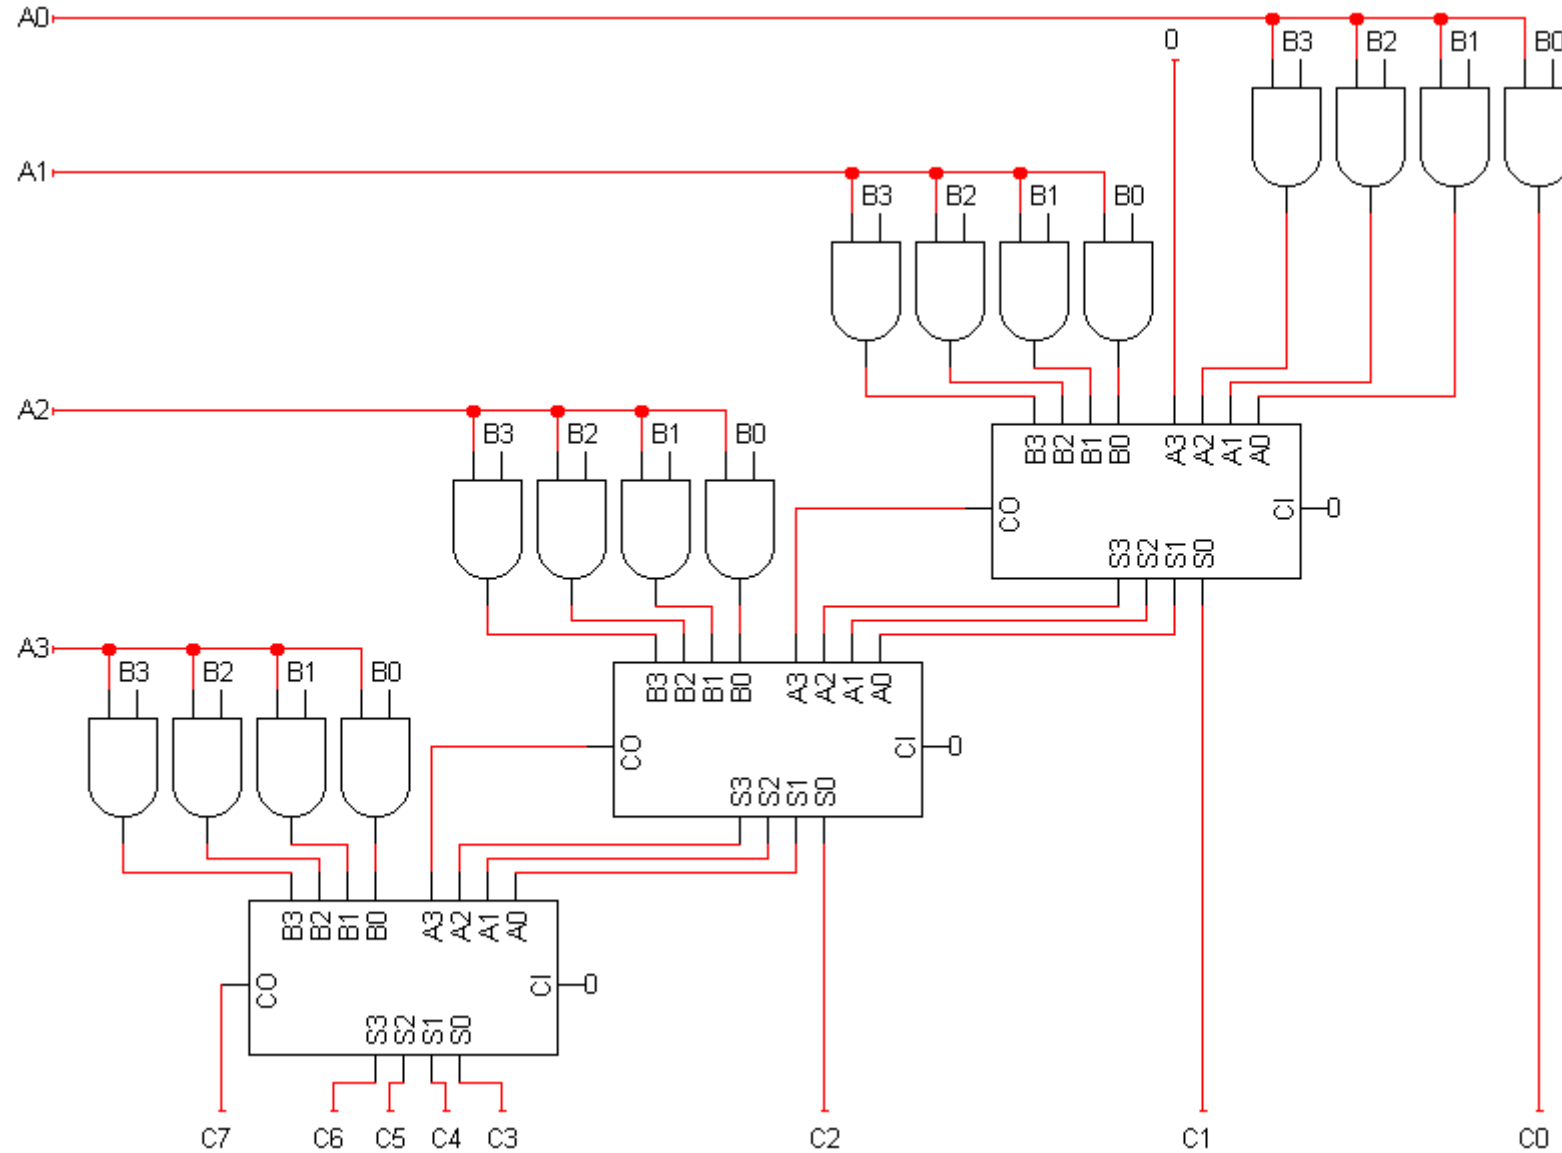 A0
0 B3 B2 B1 B0
A1
B3 B2 B1 B0
A2
B3 B2 B1 B0
B3 B2 B1 B0 A3 A2 A1 A0
CO CI 0
S3 S2 S1 S0
A3
B3 B2 B1 B0
B3 B2 B1 B0 A3 A2 A1 A0
CO CI 0
S3 S2 S1 S0
B3 B2 B1 B0 A3 A2 A1 A0
CO CI 0
S3 S2 S1 S0
C7 C6 C5 C4 C3 C2 C1 C0